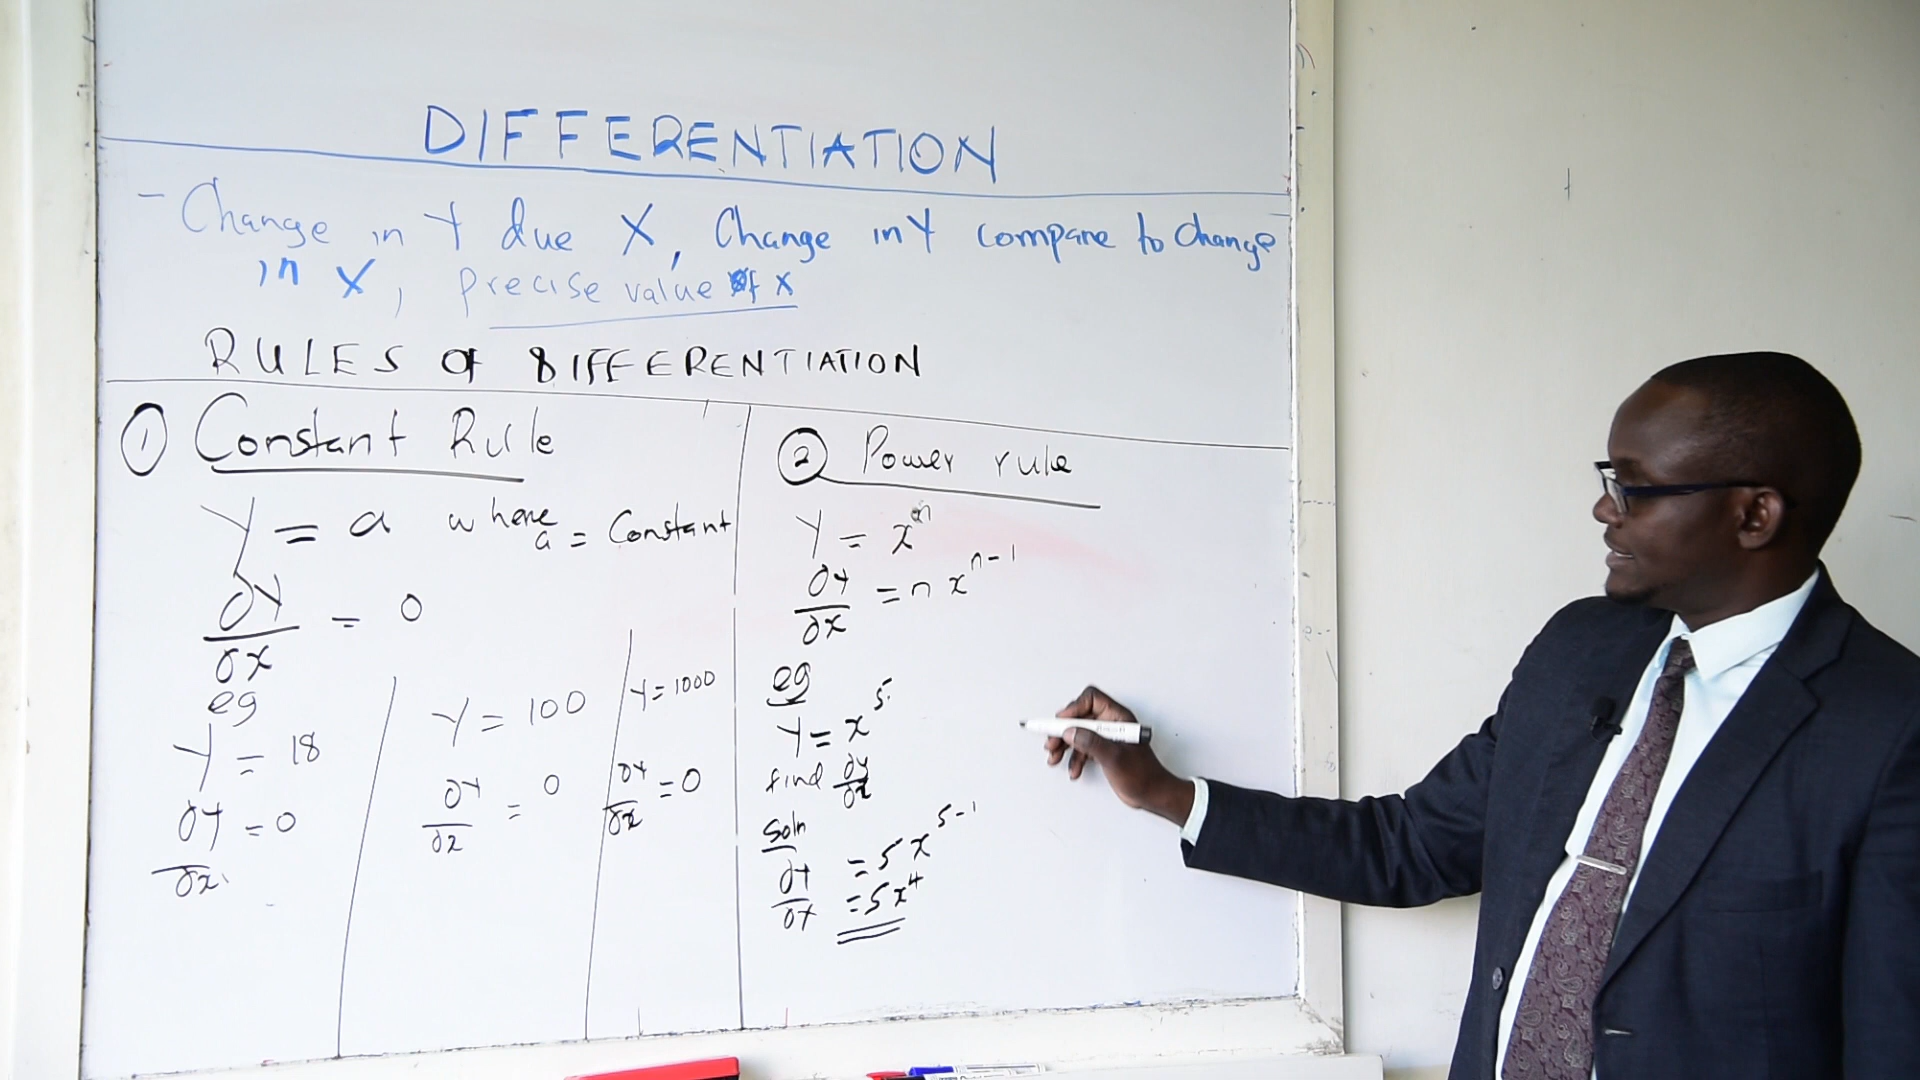 DIFFERENTIATION
- Change in Y due X, Change in Y compare to change
in X, precise value of x
RULES OF DIFFERENTIATION
① Constant Rule
Y = a where a = Constant
∂Y/∂x = 0
eg
Y = 18
∂Y/∂x = 0
Y = 100
∂Y/∂x = 0
Y = 1000
∂Y/∂x = 0
② Power rule
Y = x^n
∂Y/∂x = n x^(n-1)
eg
Y = x^5
find ∂y/∂x
Soln
∂Y/∂x = 5x^(5-1)
= 5x^4